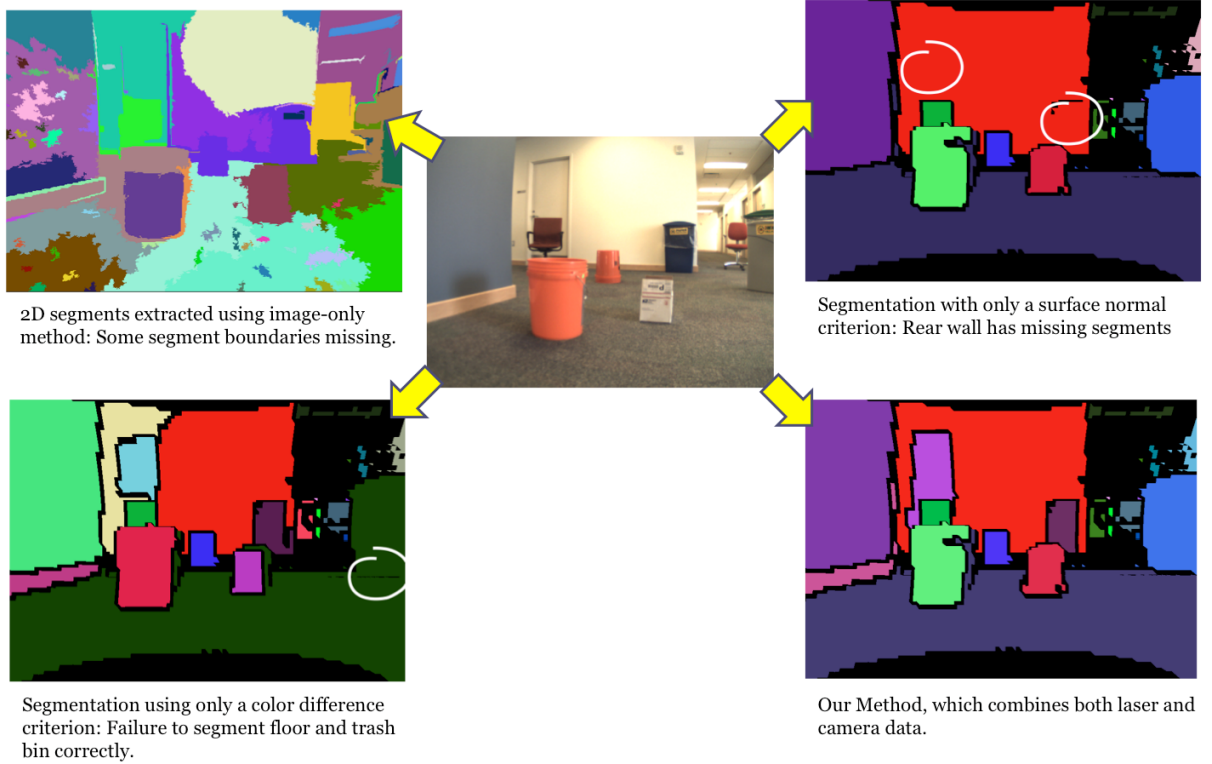 2D segments extracted using image-only
method: Some segment boundaries missing.
Segmentation with only a surface normal
criterion: Rear wall has missing segments
Segmentation using only a color difference
criterion: Failure to segment floor and trash
bin correctly.
Our Method, which combines both laser and
camera data.